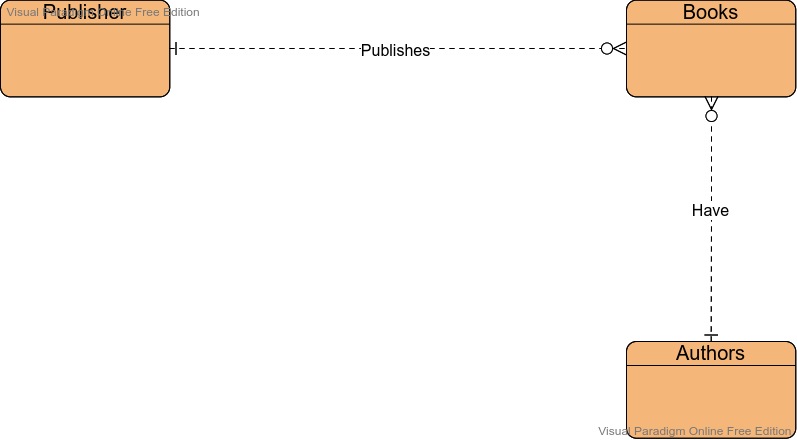 Visual Paradigm Online Free Edition
Publisher
Books
Publishes
Have
Authors
Visual Paradigm Online Free Edition